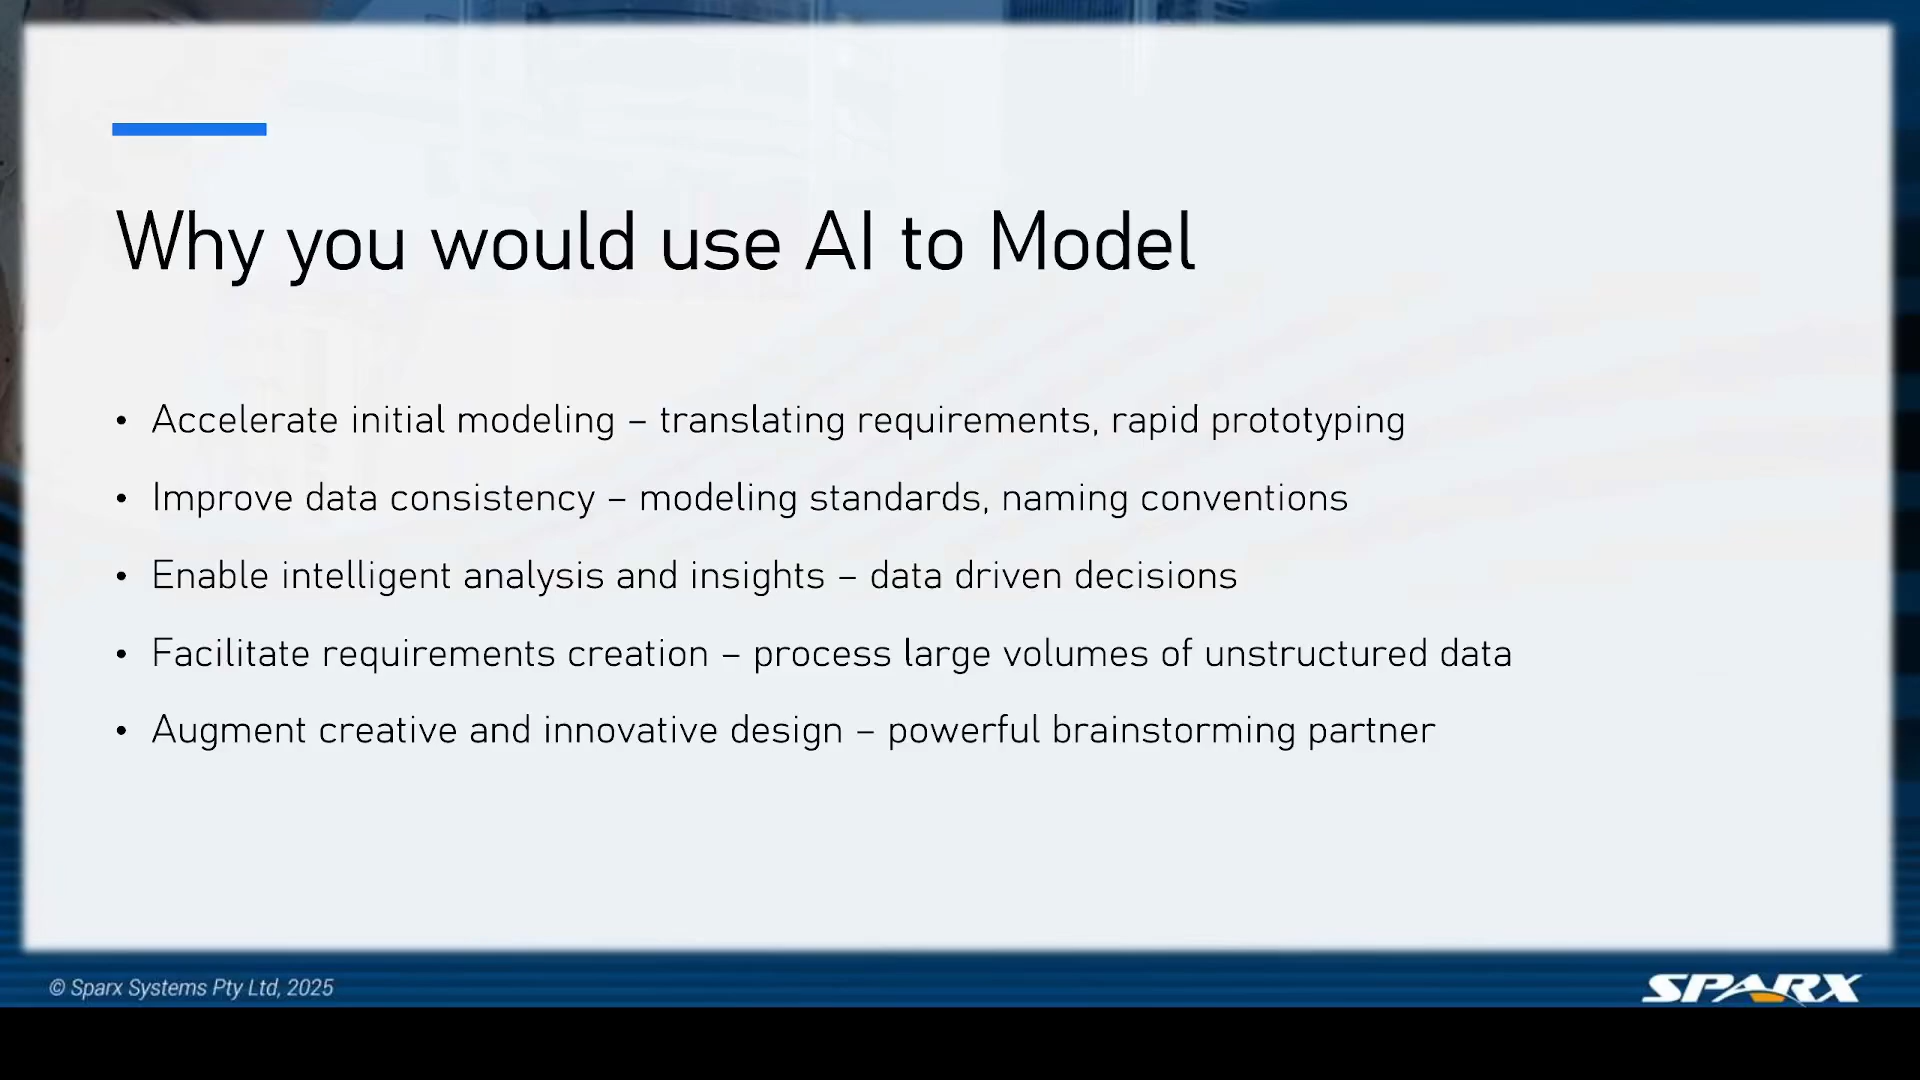 Why you would use AI to Model
• Accelerate initial modeling – translating requirements, rapid prototyping
• Improve data consistency – modeling standards, naming conventions
• Enable intelligent analysis and insights – data driven decisions
• Facilitate requirements creation – process large volumes of unstructured data
• Augment creative and innovative design – powerful brainstorming partner
© Sparx Systems Pty Ltd, 2025
SPARX